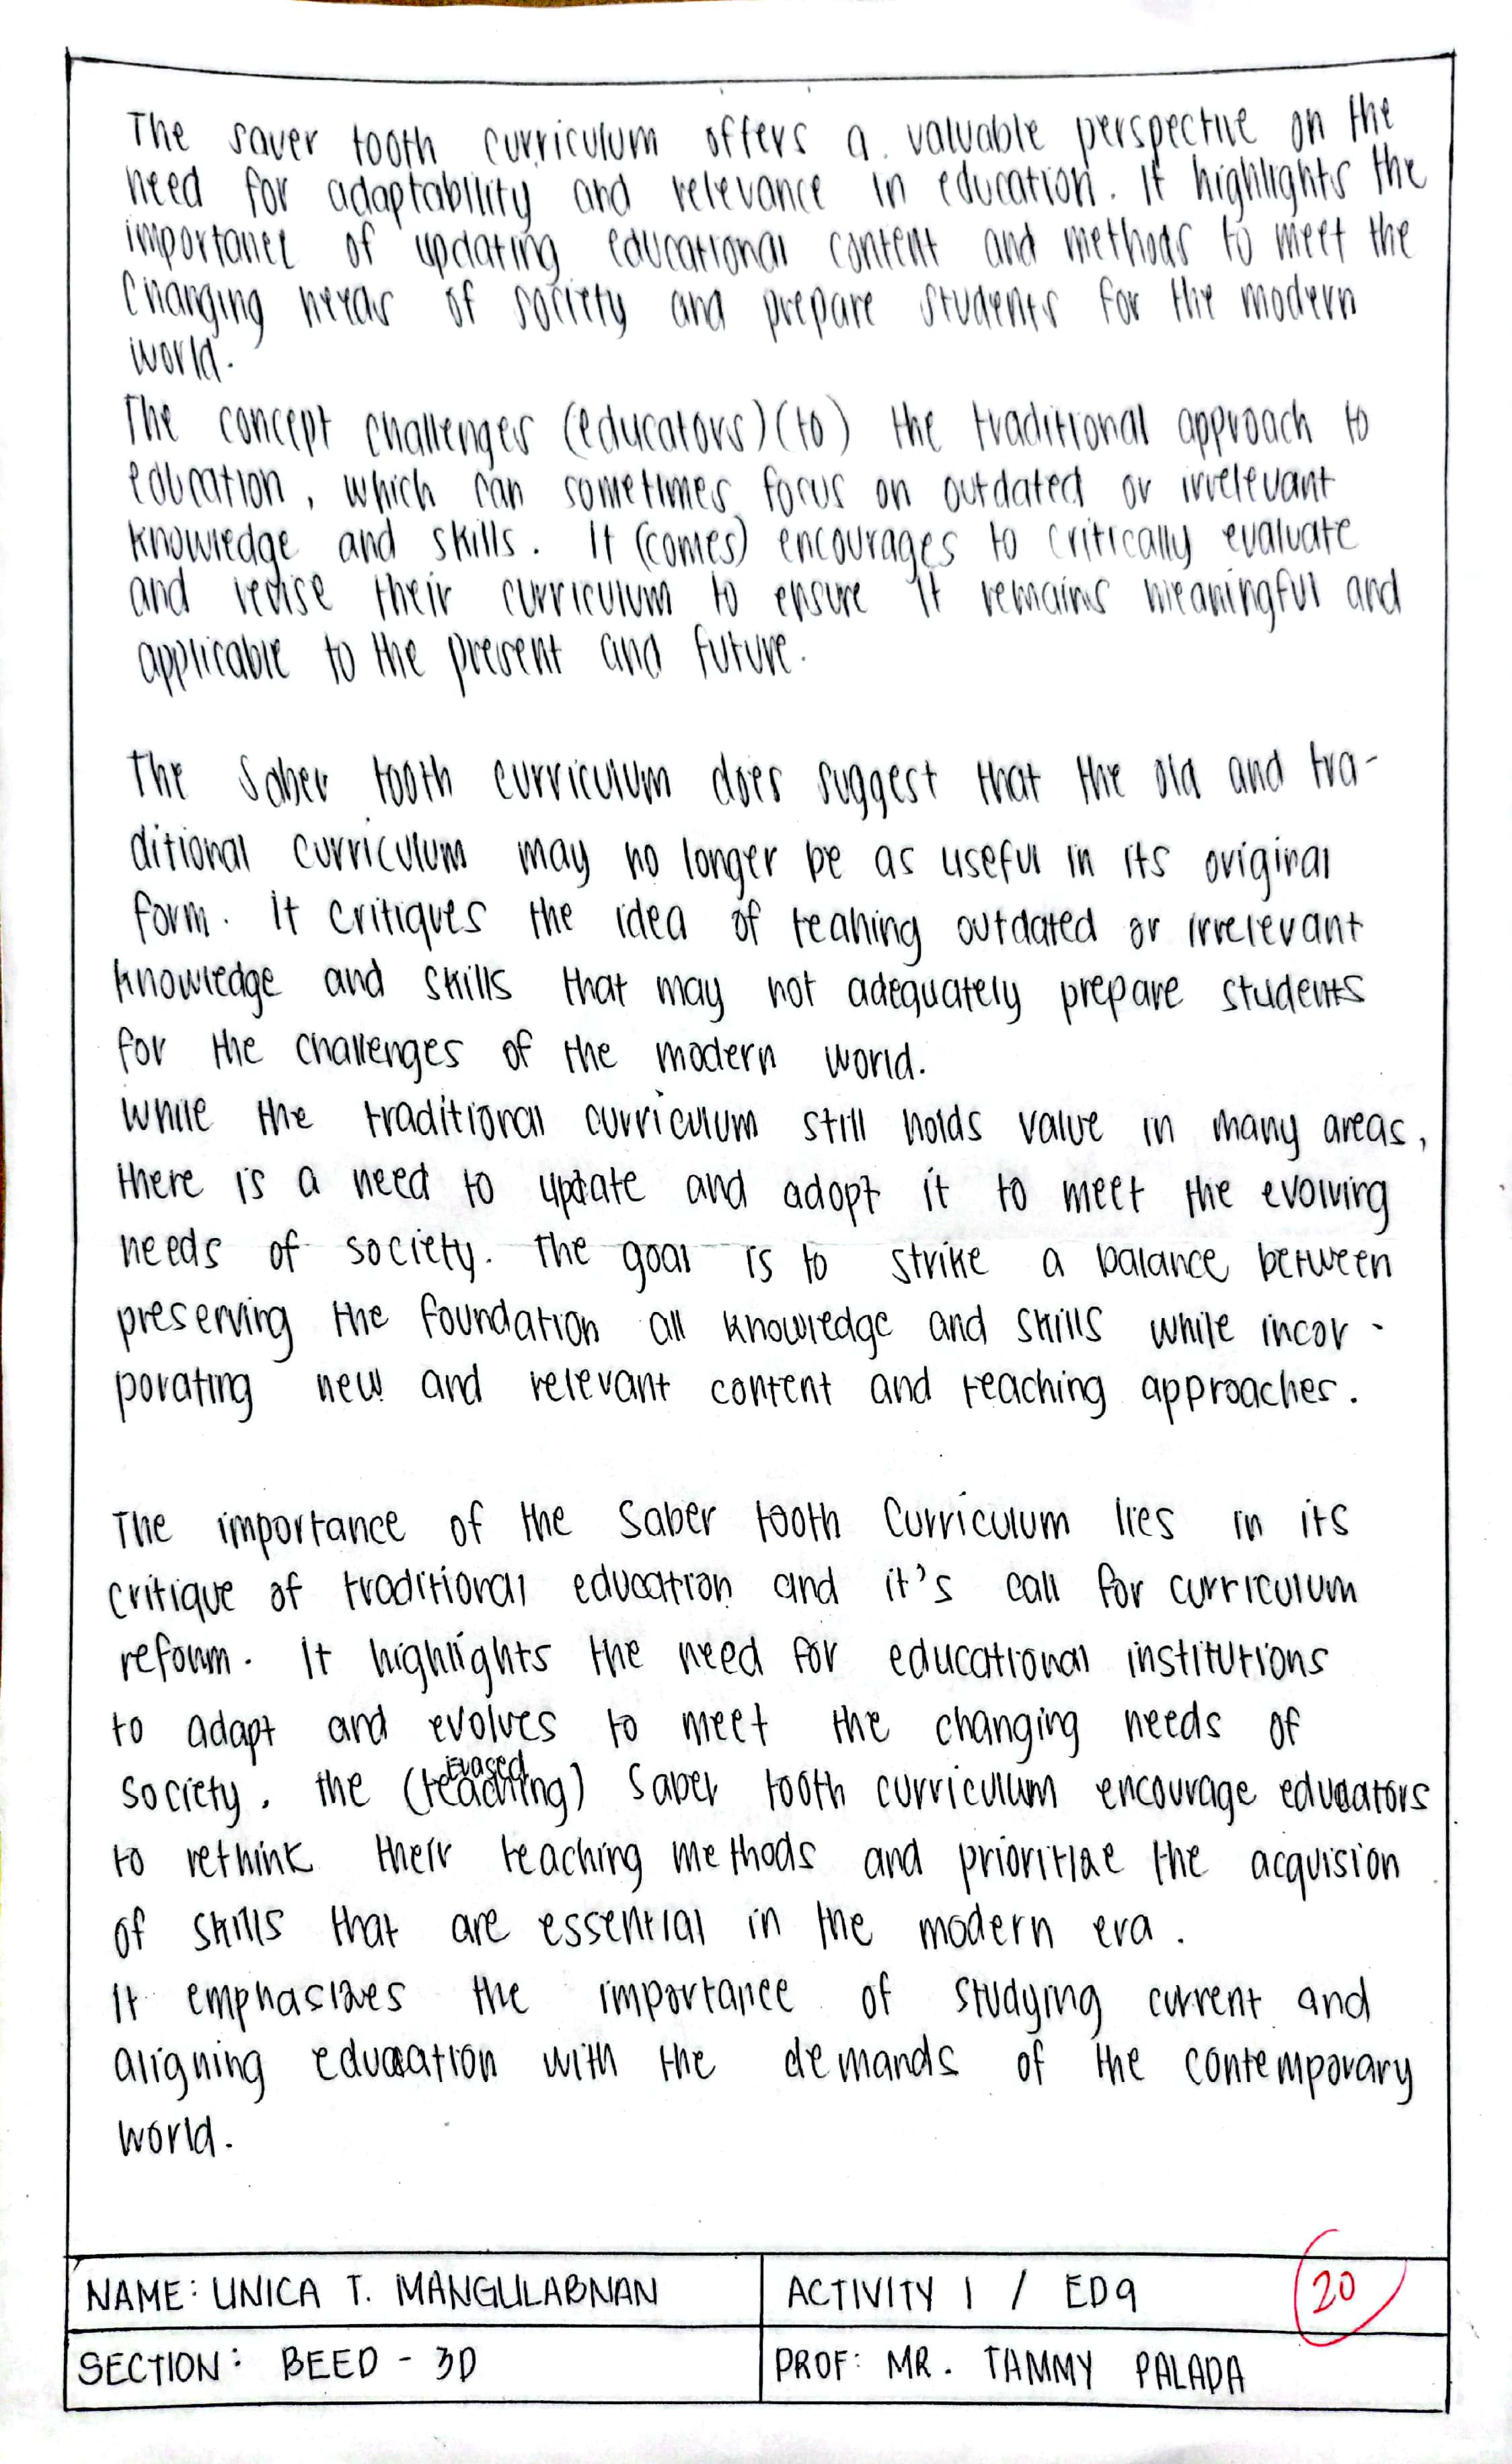 The saver tooth curriculum offers a valuable perspective on the
need for adaptability and relevance in education. It highlights the
importance of updating educational content and methods to meet the
changing needs of society and prepare students for the modern
world.
The concept challenges (educators) (to) the traditional approach to
education, which can sometimes focus on outdated or irrelevant
knowledge and skills. It (comes) encourages to critically evaluate
and revise their curriculum to ensure it remains meaningful and
applicable to the present and future.
The Saber tooth curriculum does suggest that the old and tra-
ditional curriculum may no longer be as useful in its original
form. It critiques the idea of teahing outdated or irrelevant
knowledge and skills that may not adequately prepare students
for the challenges of the modern world.
While the traditional curriculum still holds value in many areas,
there is a need to update and adopt it to meet the evolving
needs of society. The goal is to strike a balance between
preserving the foundation all knowledge and skills while incor-
porating new and relevant content and teaching approaches.
The importance of the Saber tooth Curriculum lies in its
critique of traditional education and it's call for curriculum
reform. It highlights the need for educational institutions
to adapt and evolves to meet the changing needs of
Erased
society. the (teaching) Saber tooth curriculum encourage educators
to rethink their teaching methods and prioritize the acquision
of skills that are essential in the modern era.
It emphasizes the importance of studying current and
aligning education with the demands of the contemporary
world.
NAME: UNICA T. MANGULABNAN
ACTIVITY 1 / ED9
20
SECTION: BEED - 3D
PROF: MR. TAMMY PALADA